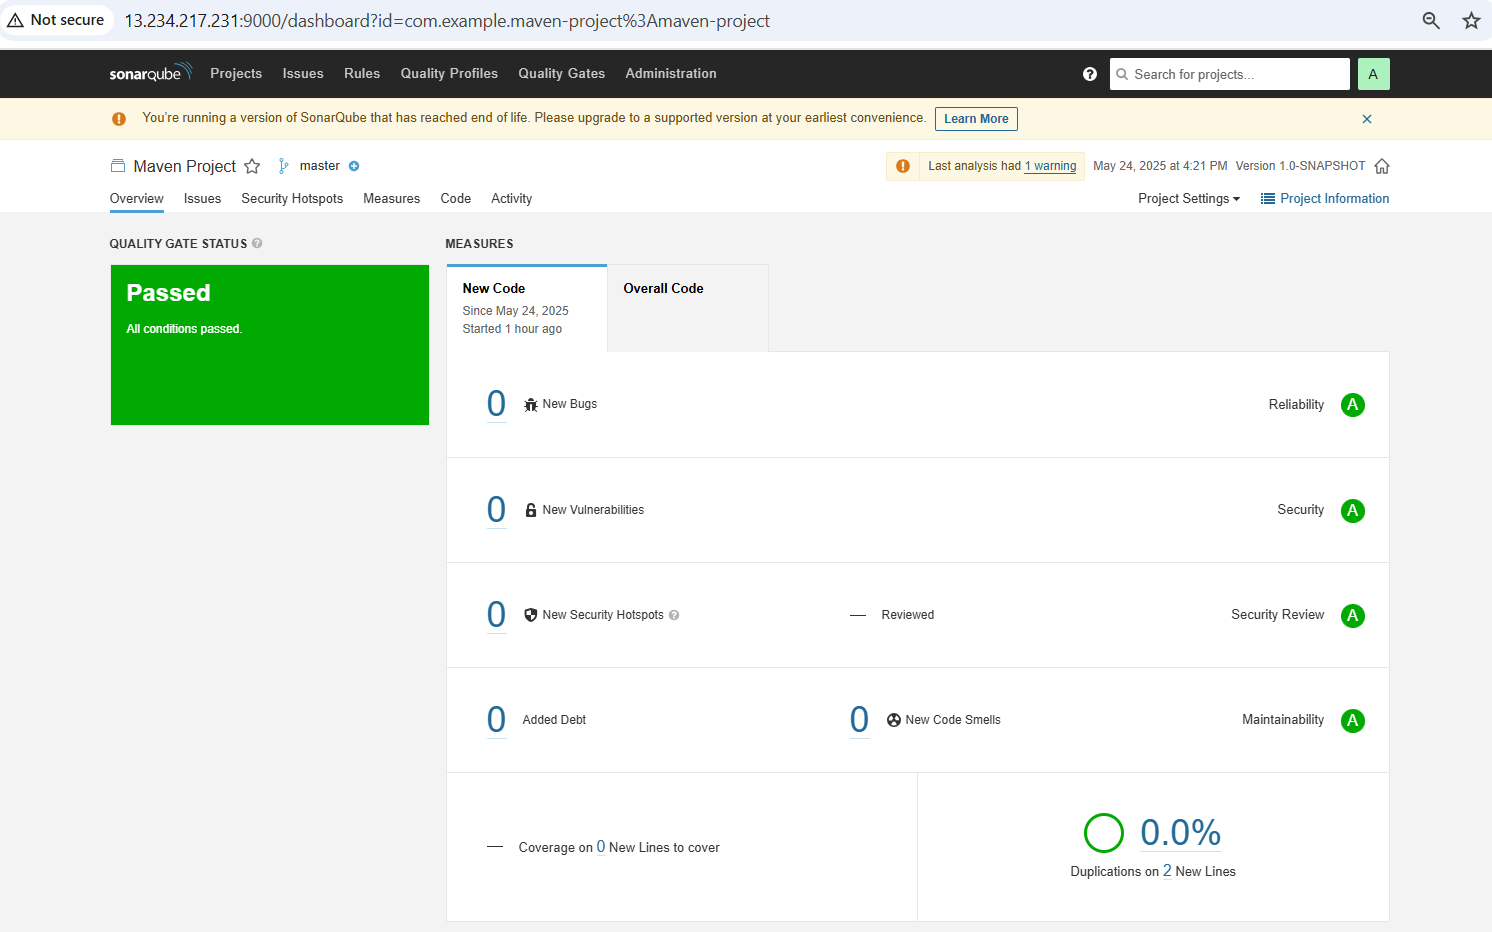 Not secure 13.234.217.231:9000/dashboard?id=com.example.maven-project%3Amaven-project
sonarqube Projects Issues Rules Quality Profiles Quality Gates Administration ? Search for projects... A
You're running a version of SonarQube that has reached end of life. Please upgrade to a supported version at your earliest convenience. Learn More
Maven Project master Last analysis had 1 warning May 24, 2025 at 4:21 PM Version 1.0-SNAPSHOT
Overview Issues Security Hotspots Measures Code Activity Project Settings Project Information
QUALITY GATE STATUS ? MEASURES
Passed
All conditions passed.
New Code
Since May 24, 2025
Started 1 hour ago
Overall Code
0 New Bugs Reliability A
0 New Vulnerabilities Security A
0 New Security Hotspots ? — Reviewed Security Review A
0 Added Debt 0 New Code Smells Maintainability A
— Coverage on 0 New Lines to cover
0.0%
Duplications on 2 New Lines